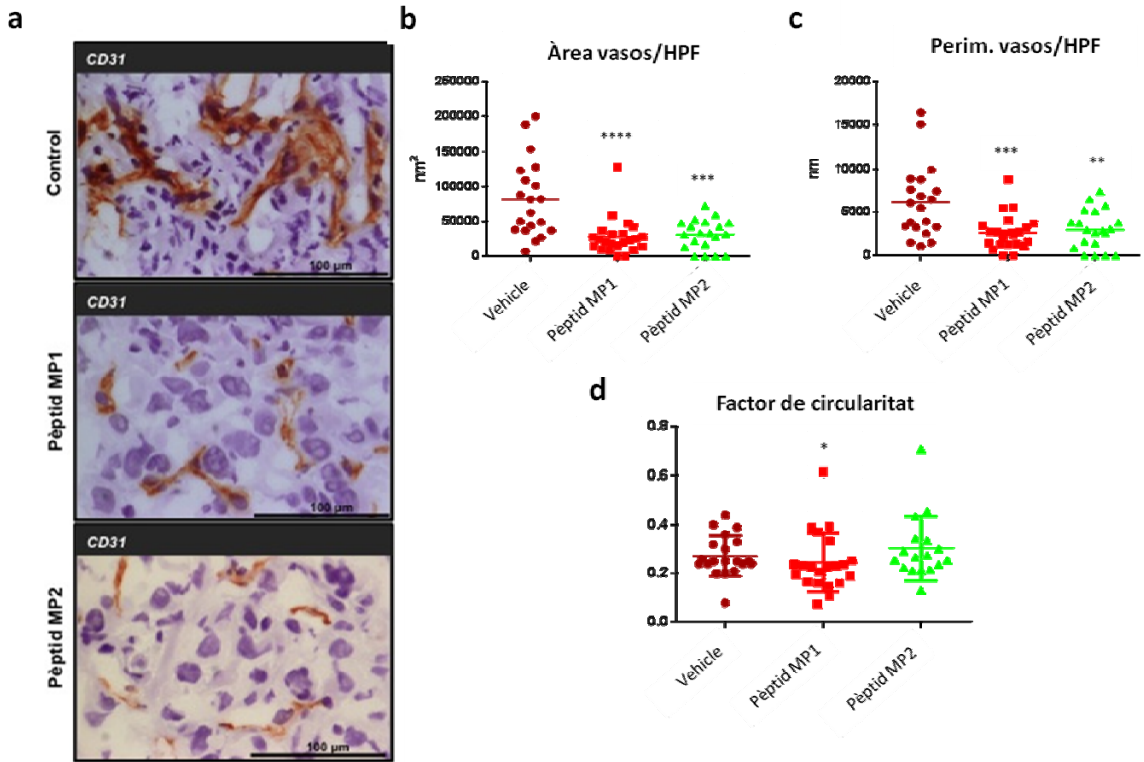 a
CD31
Control
100 µm
CD31
Pèptid MP1
100 µm
CD31
Pèptid MP2
100 µm
b
Àrea vasos/HPF
nm²
250000
200000
150000
100000
50000
0
****
***
Vehicle
Pèptid MP1
Pèptid MP2
c
Perim. vasos/HPF
nm
20000
15000
10000
5000
0
***
**
Vehicle
Pèptid MP1
Pèptid MP2
d
Factor de circularitat
0.8
0.6
0.4
0.2
0.0
*
Vehicle
Pèptid MP1
Pèptid MP2